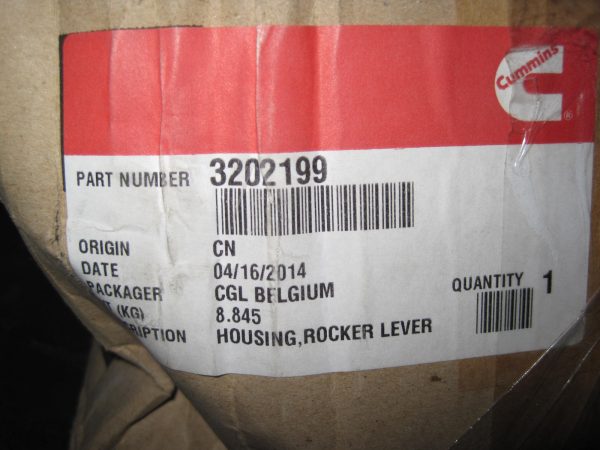 Cummins
PART NUMBER 3202199
ORIGIN CN
DATE 04/16/2014
PACKAGER CGL BELGIUM
QUANTITY 1
(KG) 8.845
HOUSING,ROCKER LEVER